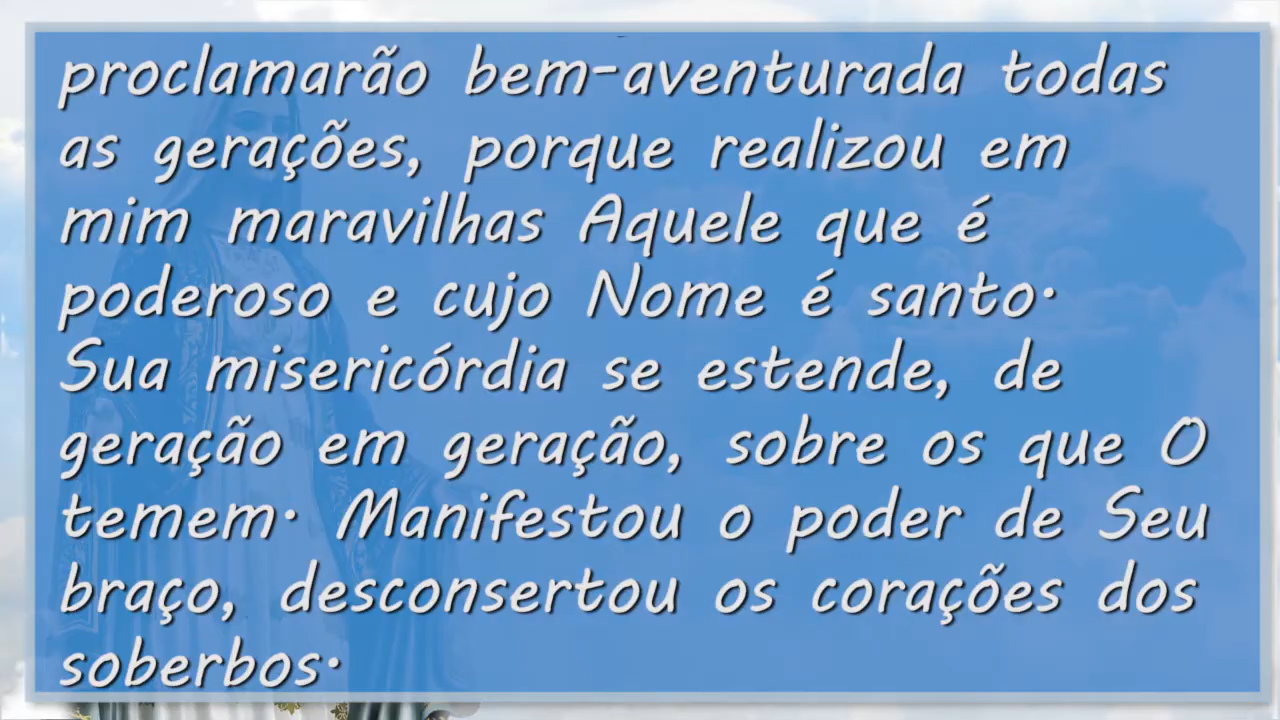 proclamarão bem-aventurada todas
as gerações, porque realizou em
mim maravilhas Aquele que é
poderoso e cujo Nome é santo.
Sua misericórdia se estende, de
geração em geração, sobre os que O
temem. Manifestou o poder de Seu
braço, desconsertou os corações dos
soberbos.